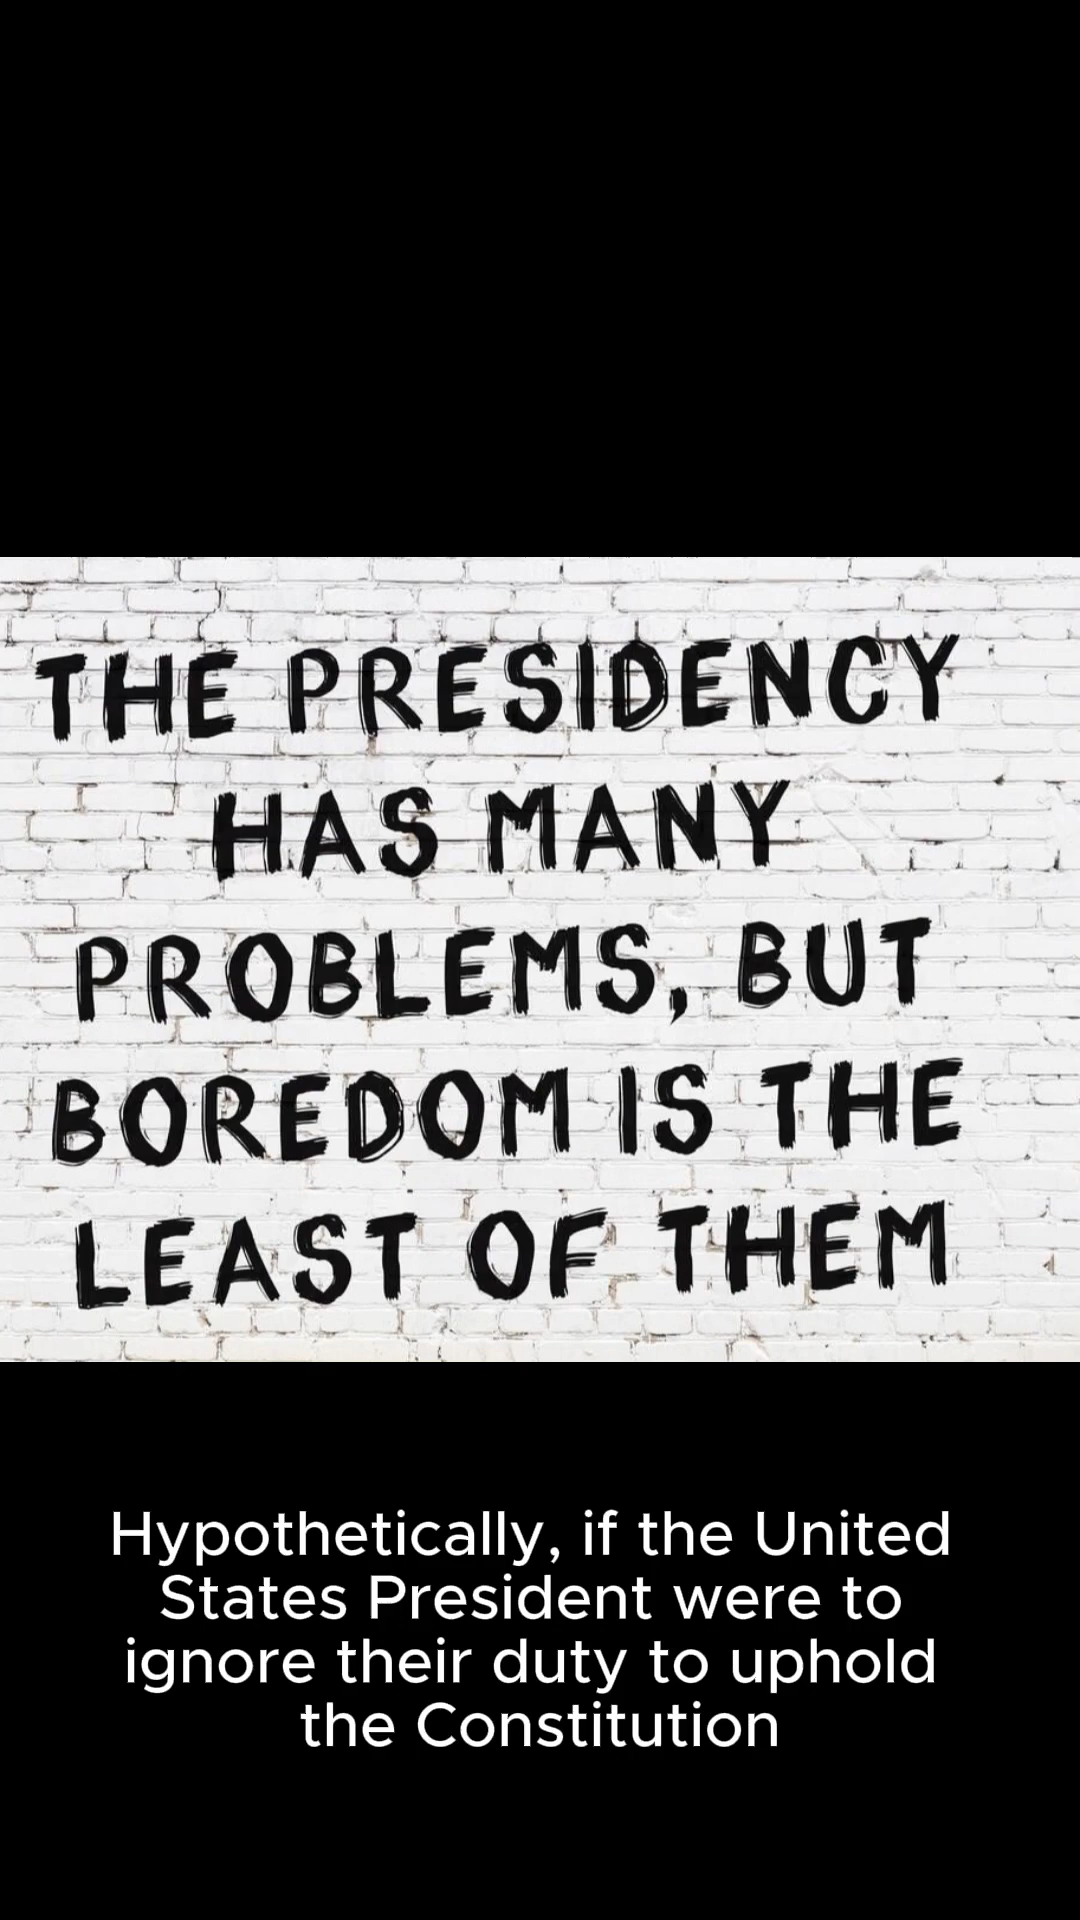 THE PRESIDENCY
HAS MANY
PROBLEMS, BUT
BOREDOM IS THE
LEAST OF THEM
Hypothetically, if the United
States President were to
ignore their duty to uphold
the Constitution